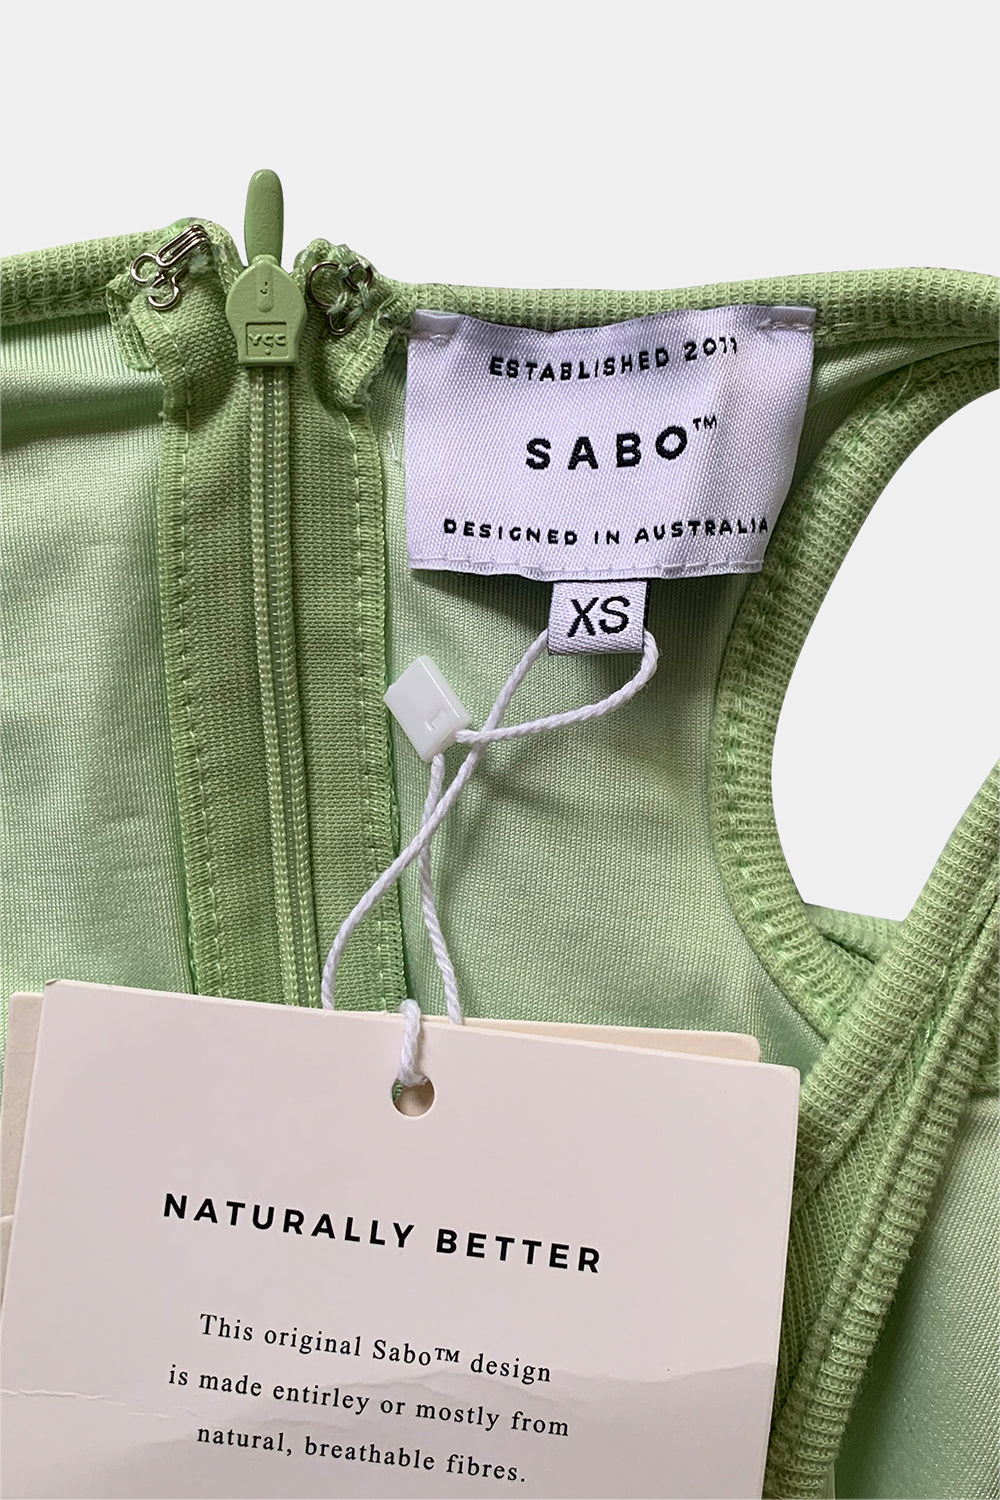 VGC
ESTABLISHED 2011
SABO™
DESIGNED IN AUSTRALIA
XS
NATURALLY BETTER
This original Sabo™ design
is made entirley or mostly from
natural, breathable fibres.